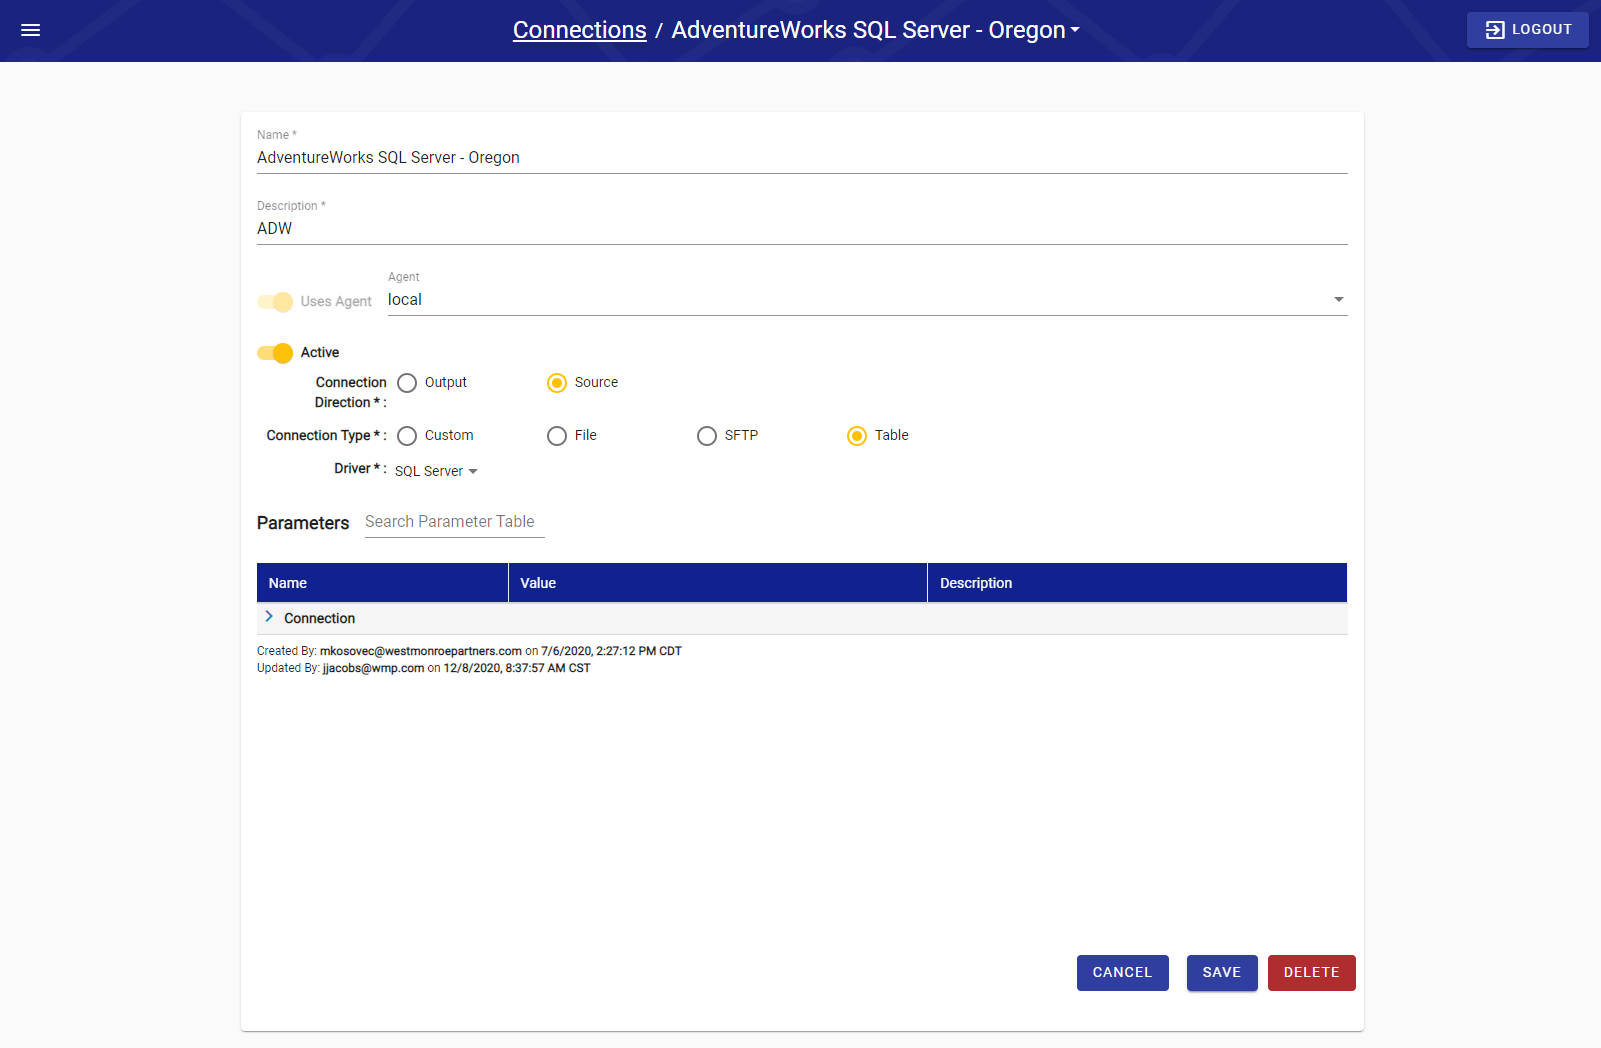 Connections / AdventureWorks SQL Server - Oregon
LOGOUT
Name *
AdventureWorks SQL Server - Oregon
Description *
ADW
Agent
Uses Agent local
Active
Connection Direction * : Output Source
Connection Type * : Custom File SFTP Table
Driver * : SQL Server
Parameters Search Parameter Table
Name Value Description
Connection
Created By: mkosovec@westmonroepartners.com on 7/6/2020, 2:27:12 PM CDT
Updated By: jjacobs@wmp.com on 12/8/2020, 8:37:57 AM CST
CANCEL SAVE DELETE